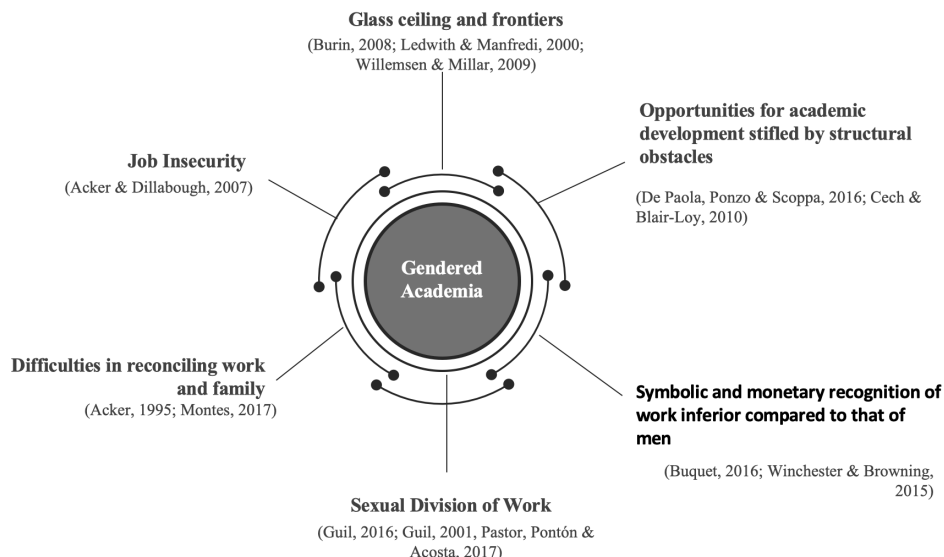 Glass ceiling and frontiers
(Burin, 2008; Ledwith & Manfredi, 2000;
Willemsen & Millar, 2009)
Opportunities for academic
development stifled by structural
obstacles
(De Paola, Ponzo & Scoppa, 2016; Cech &
Blair-Loy, 2010)
Job Insecurity
(Acker & Dillabough, 2007)
Gendered
Academia
Difficulties in reconciling work
and family
(Acker, 1995; Montes, 2017)
Symbolic and monetary recognition of
work inferior compared to that of
men
(Buquet, 2016; Winchester & Browning,
2015)
Sexual Division of Work
(Guil, 2016; Guil, 2001, Pastor, Pontón &
Acosta, 2017)